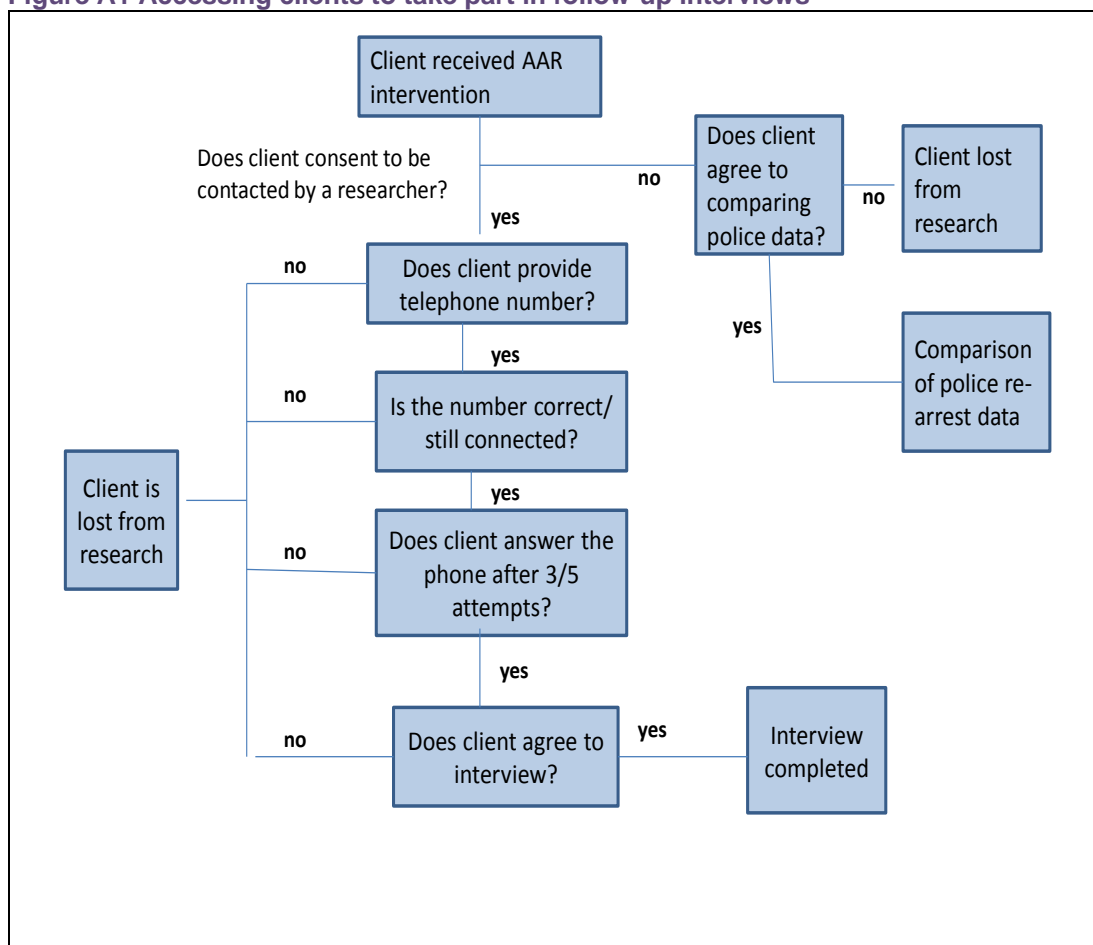 Figure A1 Accessing clients to take part in follow-up interviews
Client received AAR
intervention
Does client consent to be
contacted by a researcher?
no
yes
Does client
agree to
comparing
police data?
no
Client lost
from
research
yes
Comparison
of police re-
arrest data
no
Does client provide
telephone number?
yes
no
Is the number correct/
still connected?
yes
Client is
lost from
research
no
Does client answer the
phone after 3/5
attempts?
yes
no
Does client agree to
interview?
yes
Interview
completed